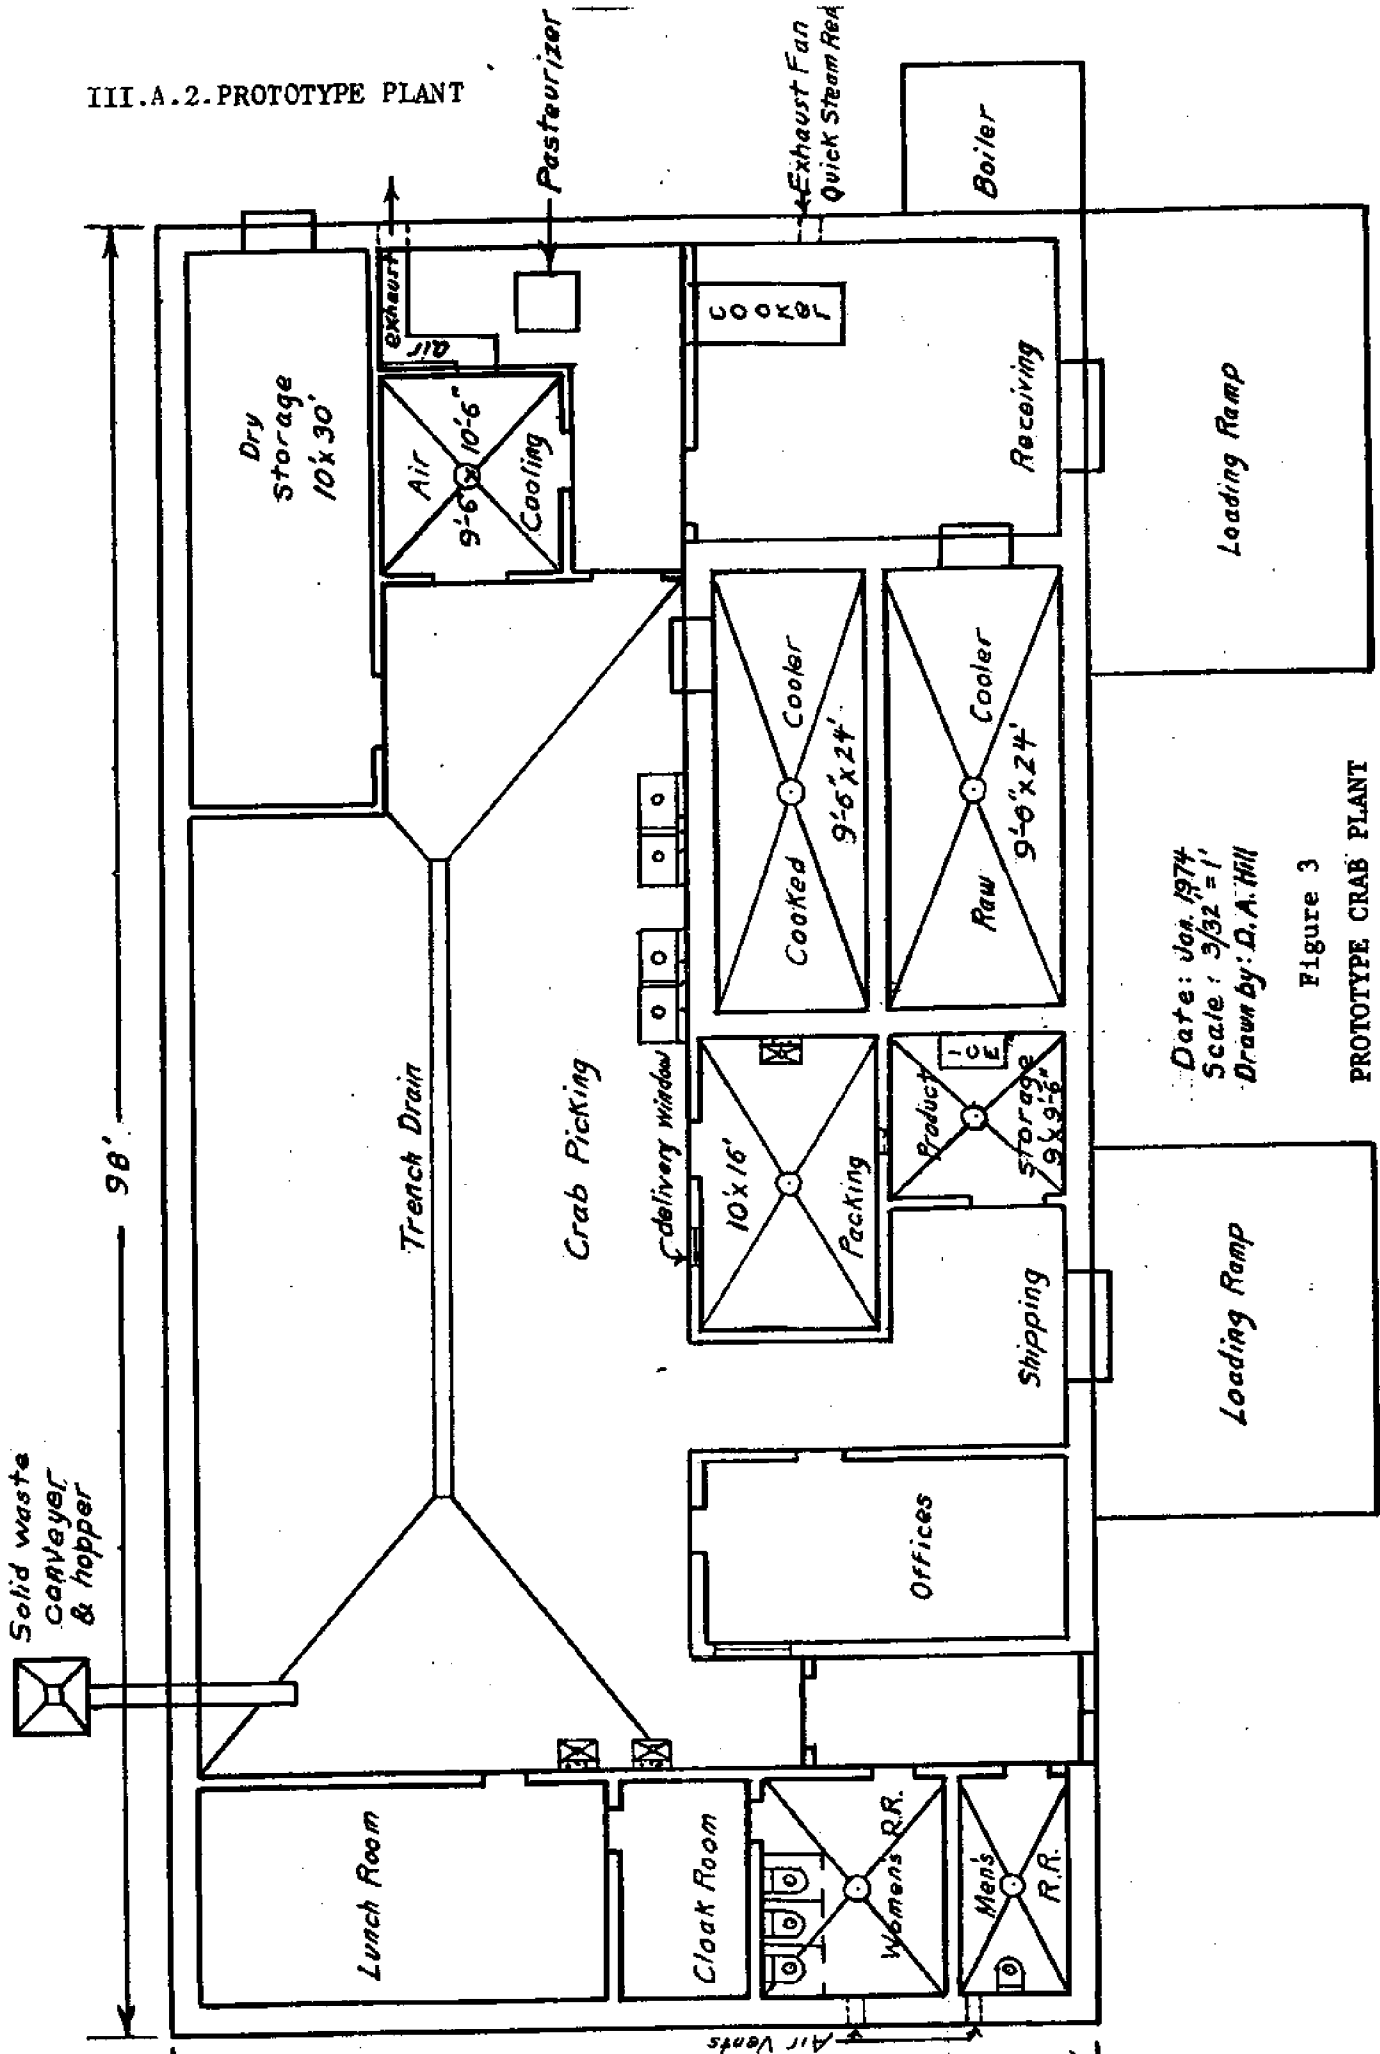 III.A.2.PROTOTYPE PLANT
Pasteurizer
Exhaust Fan
Quick Steam
Boiler
98'
Dry
Storage
10'x 30'
exhaust
air
Air
9'-6" x 10'-6"
Cooling
Cooker
Receiving
Loading Ramp
Trench Drain
Crab Picking
delivery window
Cooked Cooler
9'-6"x 24'
Raw Cooler
9'-6"x 24'
10'x 16'
Packing
Product
ICE
Storage
9'x 9'-6"
Shipping
Loading Ramp
Offices
Solid waste
conveyer
& hopper
Lunch Room
Cloak Room
Women's R.R.
Men's
R.R.
Air Vents
Date: Jan. 1974
Scale: 3/32"=1'
Drawn by: D. A. Hill
Figure 3
PROTOTYPE CRAB PLANT